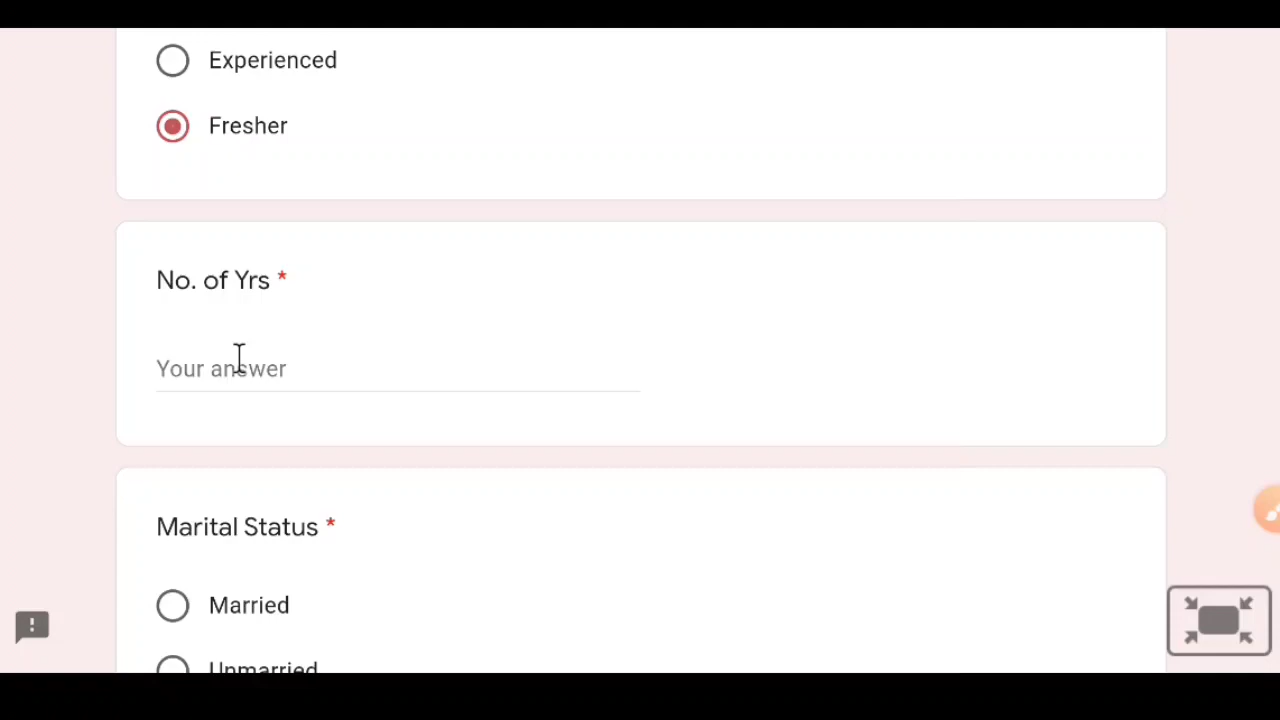 Experienced
Fresher
No. of Yrs *
Your answer
Marital Status *
Married
Unmarried